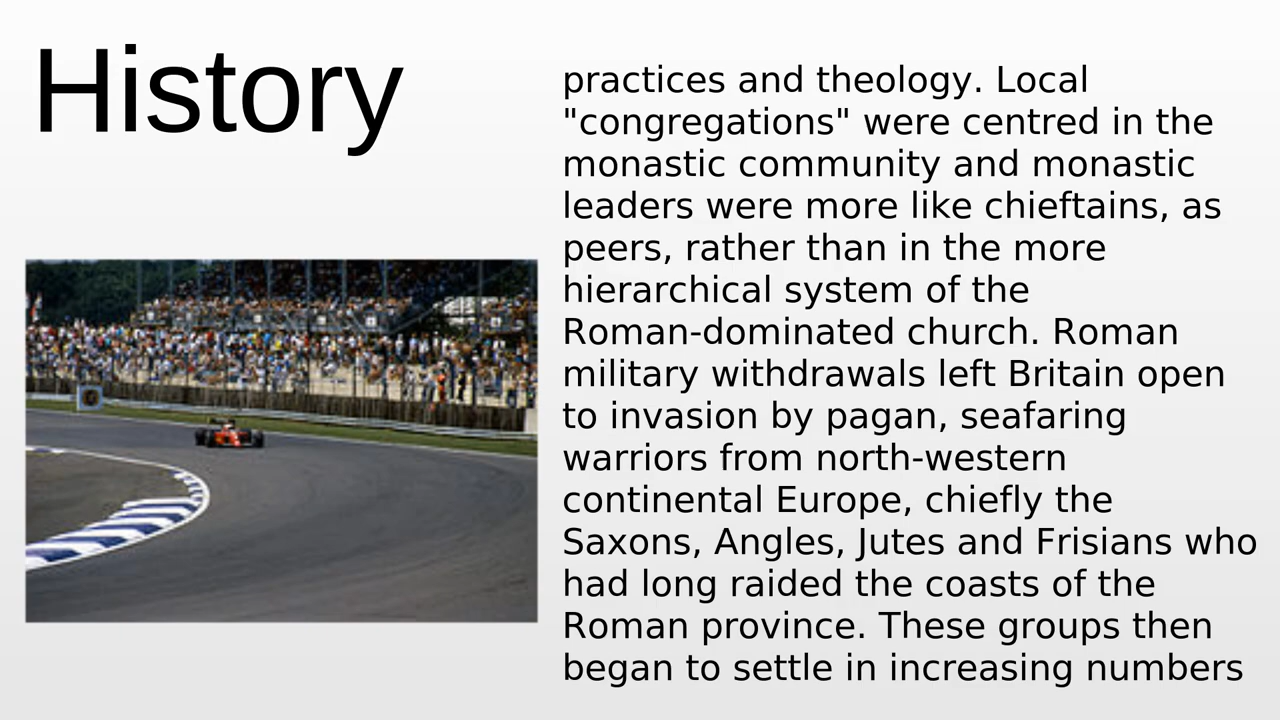 History
practices and theology. Local
"congregations" were centred in the
monastic community and monastic
leaders were more like chieftains, as
peers, rather than in the more
hierarchical system of the
Roman-dominated church. Roman
military withdrawals left Britain open
to invasion by pagan, seafaring
warriors from north-western
continental Europe, chiefly the
Saxons, Angles, Jutes and Frisians who
had long raided the coasts of the
Roman province. These groups then
began to settle in increasing numbers